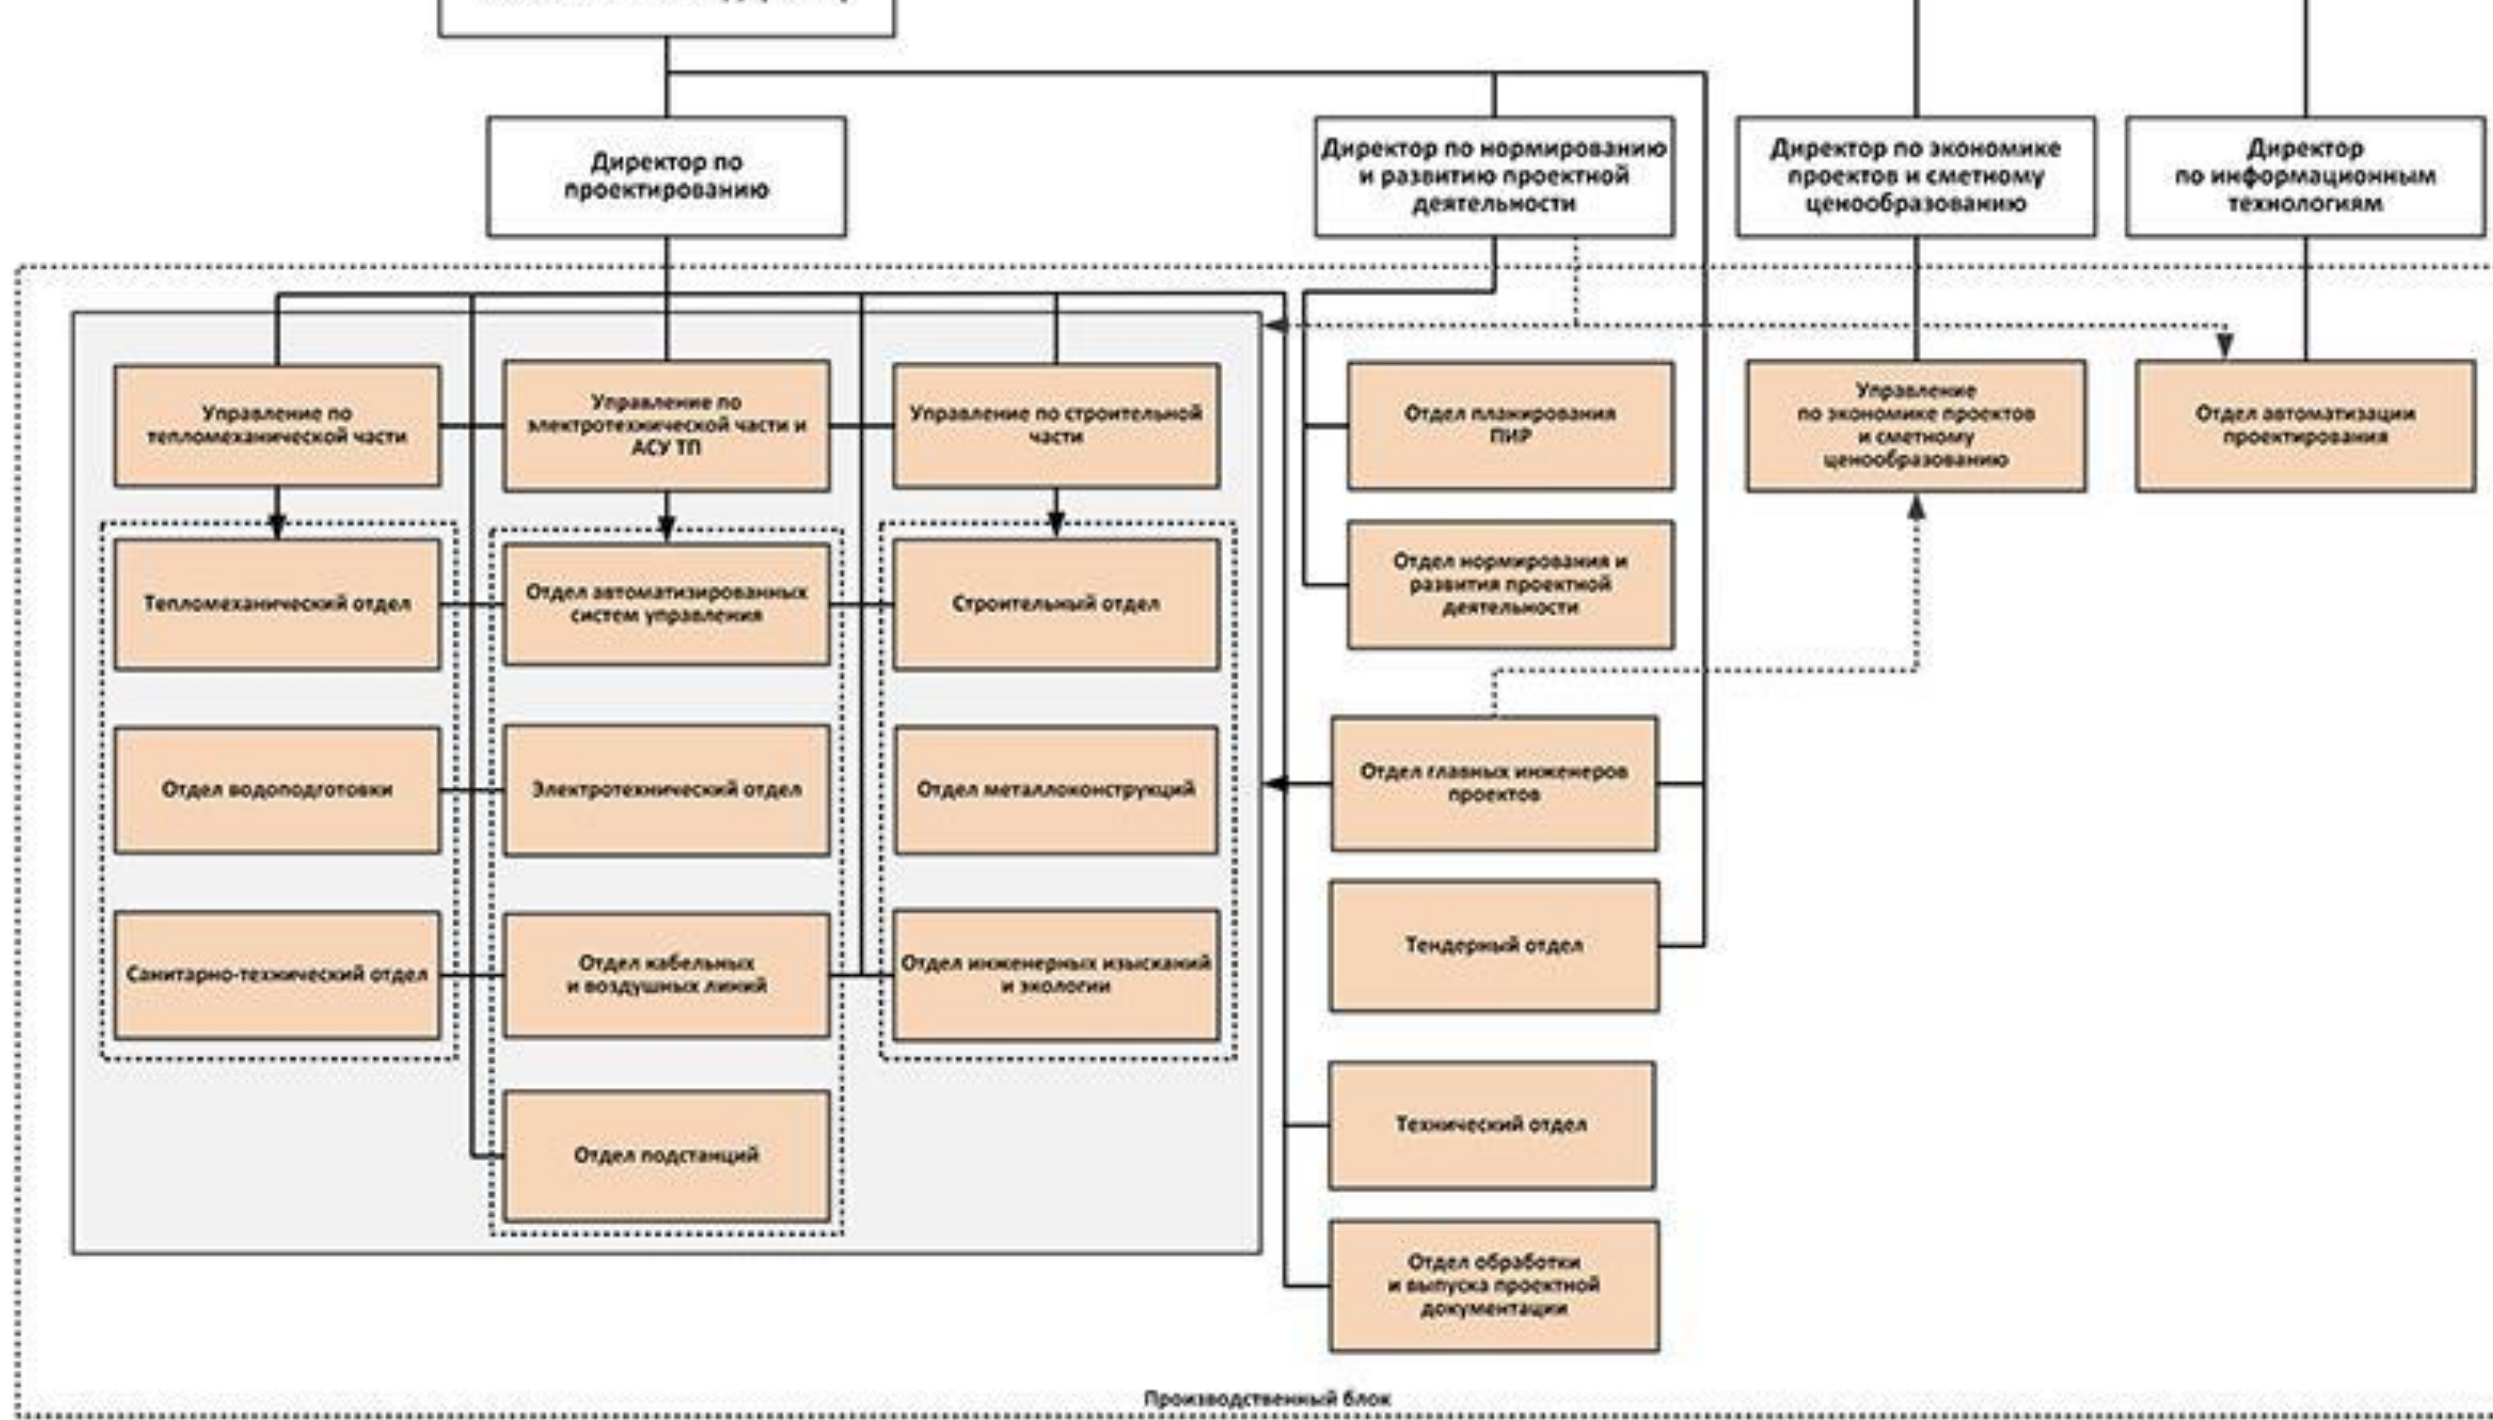 Директор по
проектированию
Директор по нормированию
и развитию проектной
деятельности
Директор по экономике
проектов и сметному
ценообразованию
Директор
по информационным
технологиям
Управление по
тепломеханической части
Управление по
электротехнической части и
АСУ ТП
Управление по строительной
части
Отдел планирования
ПИР
Управление
по экономике проектов
и сметному
ценообразованию
Отдел автоматизации
проектирования
Тепломеханический отдел
Отдел автоматизированных
систем управления
Строительный отдел
Отдел нормирования и
развития проектной
деятельности
Отдел водоподготовки
Электротехнический отдел
Отдел металлоконструкций
Отдел главных инженеров
проектов
Санитарно-технический отдел
Отдел кабельных
и воздушных линий
Отдел инженерных изысканий
и экологии
Тендерный отдел
Отдел подстанций
Технический отдел
Отдел обработки
и выпуска проектной
документации
Производственный блок